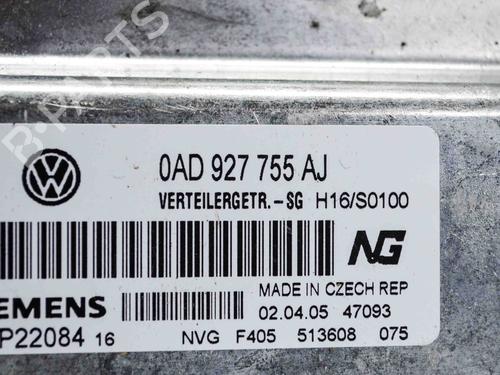 B-PARTS
0AD 927 755 AJ
VERTEILERGETR.-SG H16/S0100
NG
MADE IN CZECH REP
SIEMENS 02.04.05 47093
P22084 16 NVG F405 513608 075